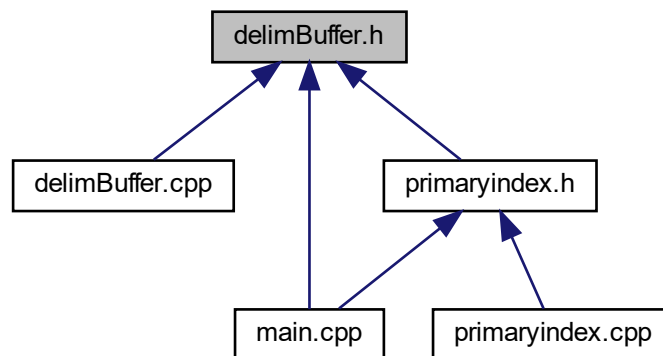 delimBuffer.h
delimBuffer.cpp
primaryindex.h
main.cpp
primaryindex.cpp